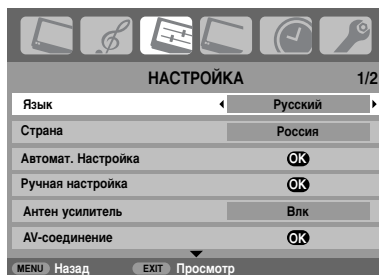 НАСТРОЙКА 1/2
Язык Русский
Страна Россия
Автомат. Настройка OK
Ручная настройка OK
Антен усилитель Влк
AV-соединение OK
MENU Назад EXIT Просмотр